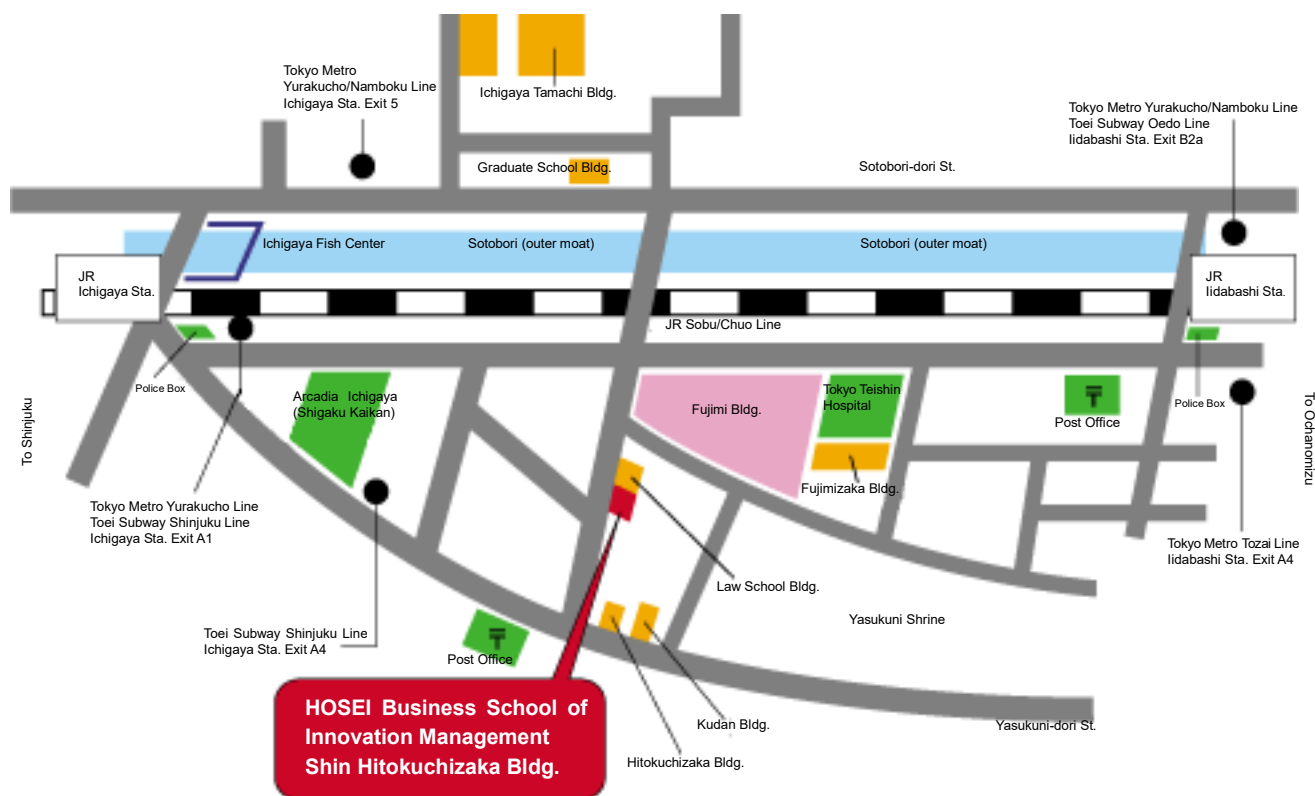 Tokyo Metro
Yurakucho/Namboku Line
Ichigaya Sta. Exit 5
Ichigaya Tamachi Bldg.
Tokyo Metro Yurakucho/Namboku Line
Toei Subway Oedo Line
Iidabashi Sta. Exit B2a
Graduate School Bldg.
Sotobori-dori St.
Ichigaya Fish Center
Sotobori (outer moat)
Sotobori (outer moat)
JR
Ichigaya Sta.
JR
Iidabashi Sta.
JR Sobu/Chuo Line
Police Box
Arcadia Ichigaya
(Shigaku Kaikan)
Fujimi Bldg.
Tokyo Teishin
Hospital
〒
Post Office
Police Box
To Shinjuku
To Ochanomizu
Fujimizaka Bldg.
Tokyo Metro Yurakucho Line
Toei Subway Shinjuku Line
Ichigaya Sta. Exit A1
Tokyo Metro Tozai Line
Iidabashi Sta. Exit A4
Law School Bldg.
Yasukuni Shrine
Toei Subway Shinjuku Line
Ichigaya Sta. Exit A4
〒
Post Office
HOSEI Business School of
Innovation Management
Shin Hitokuchizaka Bldg.
Kudan Bldg.
Yasukuni-dori St.
Hitokuchizaka Bldg.